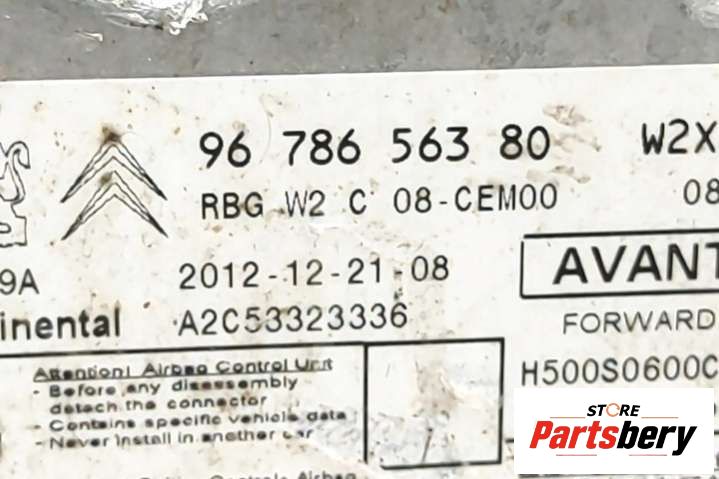 96 786 563 80 W2X
RBG W2 C 08-CEM00 08
9A 2012-12-21-08 AVANT
inental A2C53323336 FORWARD
H500S0600C
Attention! Airbag Control Unit
- Before any disassembly
detach the connector
- Contains specific vehicle data
- Never install in another car
Airbag
STORE
Partsbery